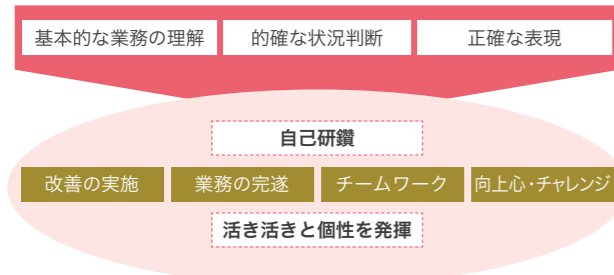 基本的な業務の理解 的確な状況判断 正確な表現
自己研鑽
改善の実施 業務の完遂 チームワーク 向上心・チャレンジ
活き活きと個性を発揮